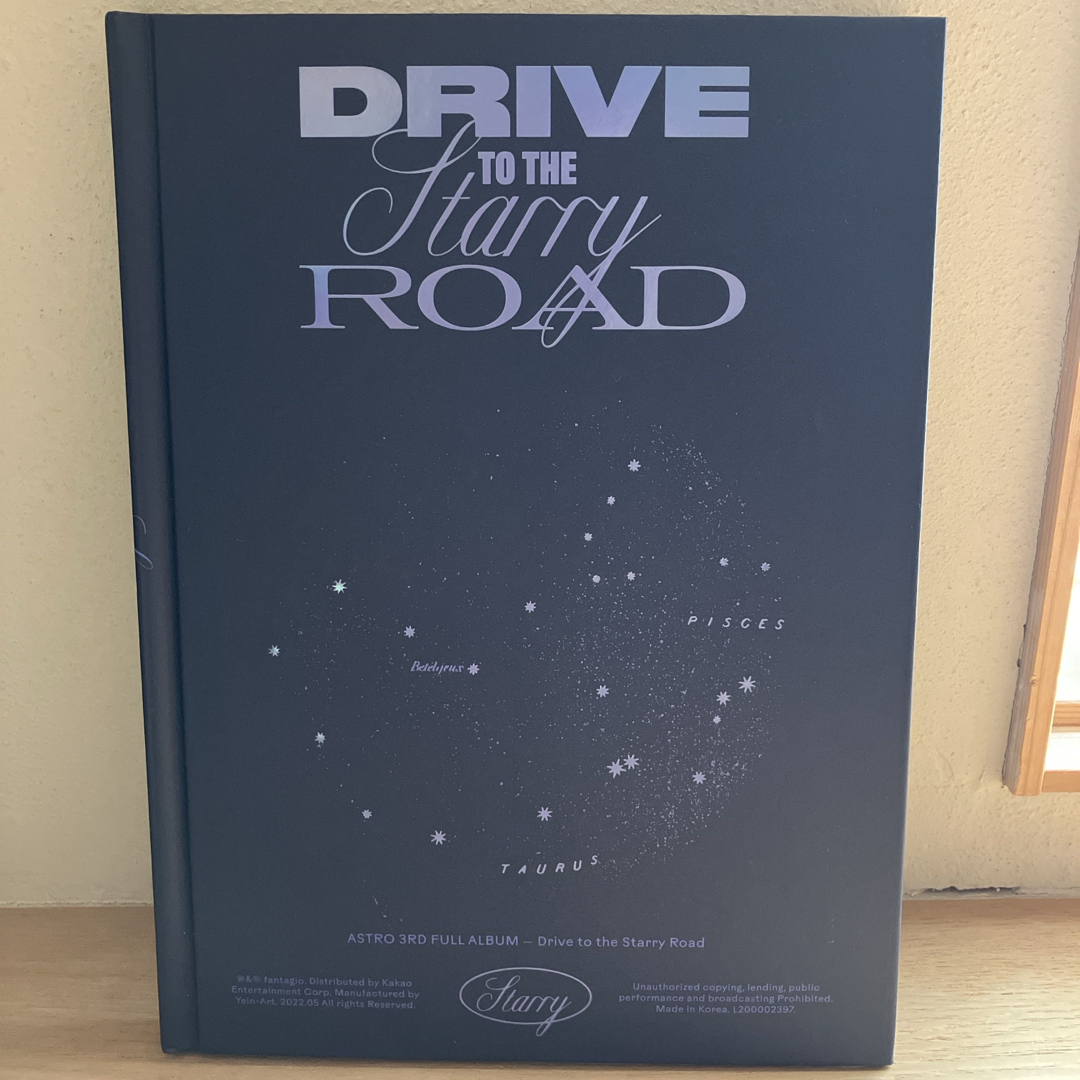 DRIVE
TO THE
Starry
ROAD
PISCES
TAURUS
ASTRO 3RD FULL ALBUM — Drive to the Starry Road
℗&© fantagio. Distributed by Kakao
Entertainment Corp. Manufactured by
Yein-Art. 2022.05 All rights Reserved.
Starry
Unauthorized copying, lending, public
performance and broadcasting Prohibited.
Made in Korea. L200002397.